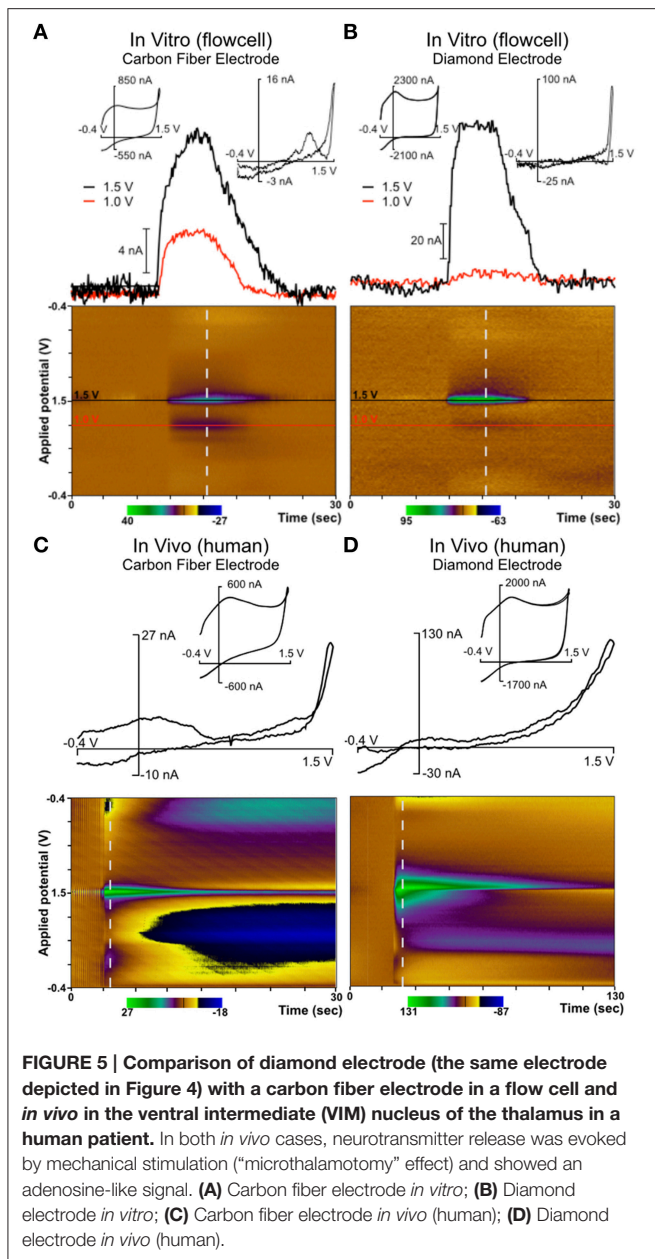 A
In Vitro (flowcell)
Carbon Fiber Electrode
850 nA
-0.4 V
1.5 V
-550 nA
16 nA
-0.4 V
1.5 V
-3 nA
1.5 V
1.0 V
4 nA
B
In Vitro (flowcell)
Diamond Electrode
2300 nA
-0.4 V
1.5 V
-2100 nA
100 nA
-0.4 V
1.5 V
-25 nA
1.5 V
1.0 V
20 nA
Applied potential (V)
-0.4
1.5
-0.4
1.5 V
1.0 V
0
30
40
-27
Time (sec)
1.5 V
1.0 V
0
30
95
-63
Time (sec)
C
In Vivo (human)
Carbon Fiber Electrode
600 nA
-0.4 V
1.5 V
-600 nA
27 nA
-0.4 V
-10 nA
1.5 V
D
In Vivo (human)
Diamond Electrode
2000 nA
-0.4 V
1.5 V
-1700 nA
130 nA
-0.4 V
-30 nA
1.5 V
Applied potential (V)
-0.4
1.5
-0.4
0
30
27
-18
Time (sec)
0
130
131
-87
Time (sec)
FIGURE 5 | Comparison of diamond electrode (the same electrode
depicted in Figure 4) with a carbon fiber electrode in a flow cell and
in vivo in the ventral intermediate (VIM) nucleus of the thalamus in a
human patient. In both in vivo cases, neurotransmitter release was evoked
by mechanical stimulation (“microthalamotomy” effect) and showed an
adenosine-like signal. (A) Carbon fiber electrode in vitro; (B) Diamond
electrode in vitro; (C) Carbon fiber electrode in vivo (human); (D) Diamond
electrode in vivo (human).